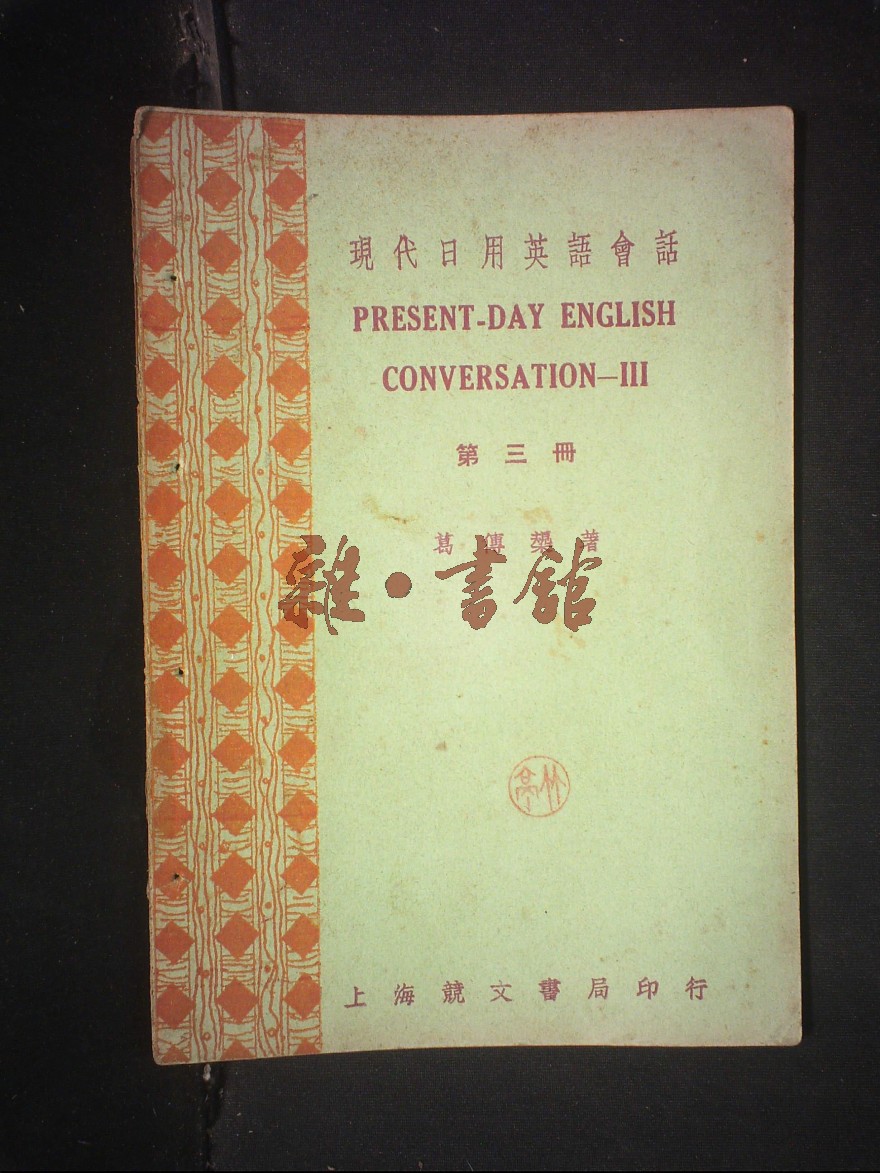 現代日用英語會話
PRESENT-DAY ENGLISH
CONVERSATION—III
第三冊
葛傳槼著
雜·書館
上海競文書局印行